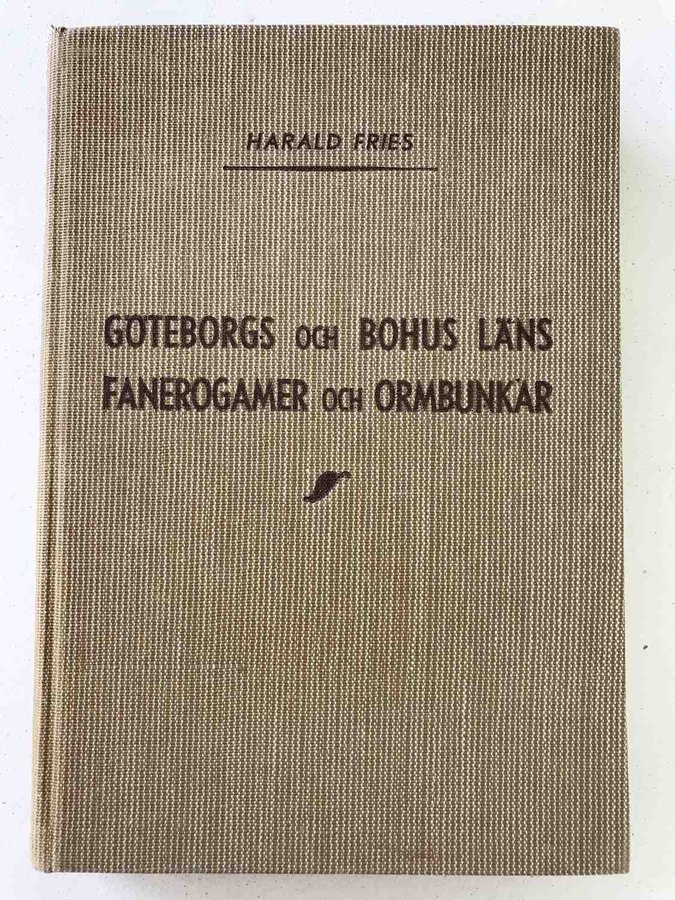 HARALD FRIES
GÖTEBORGS OCH BOHUS LÄNS
FANEROGAMER OCH ORMBUNKAR